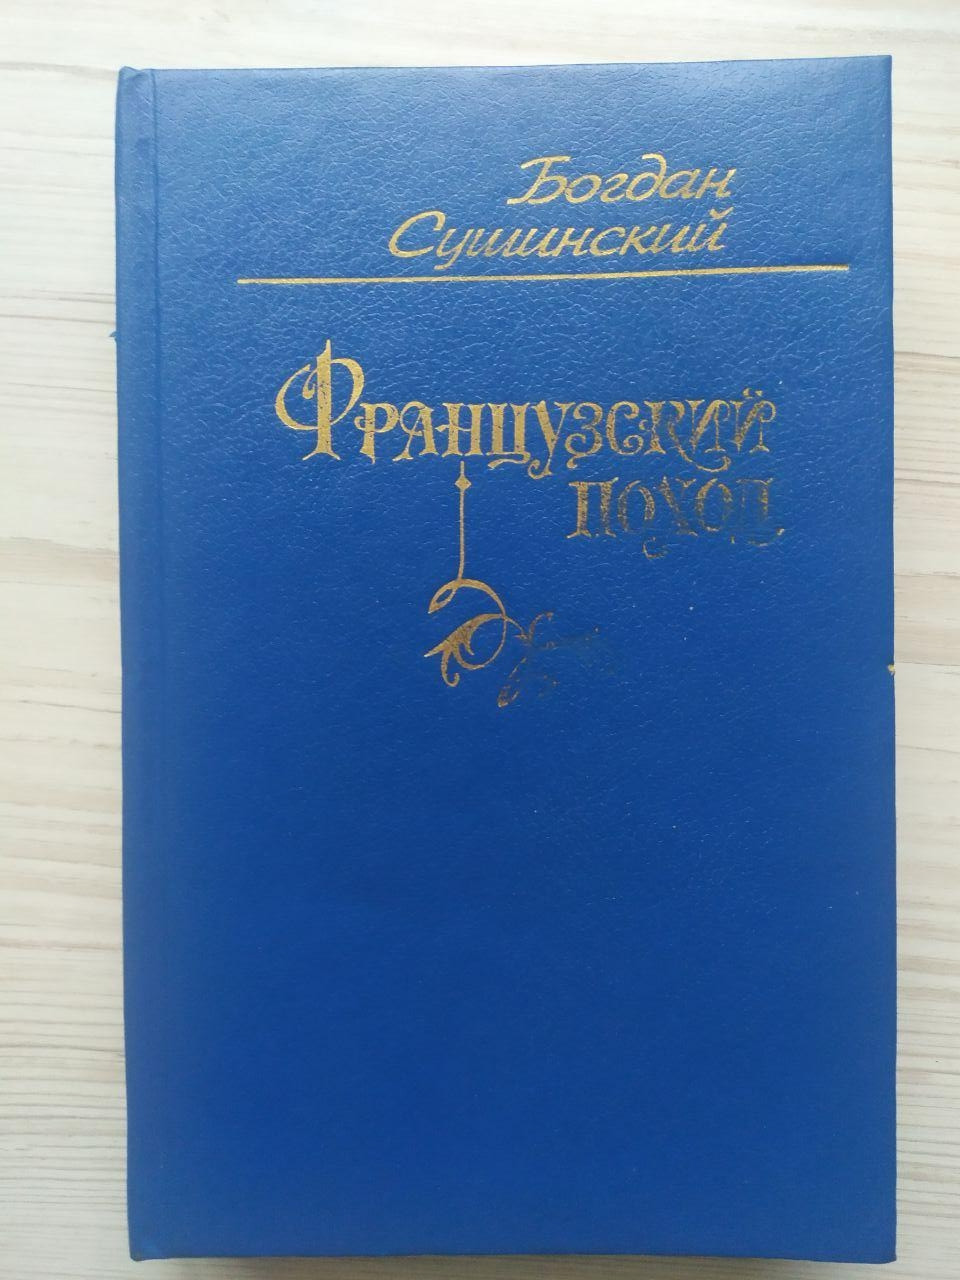 Богдан
Сушинский
Французский
поход